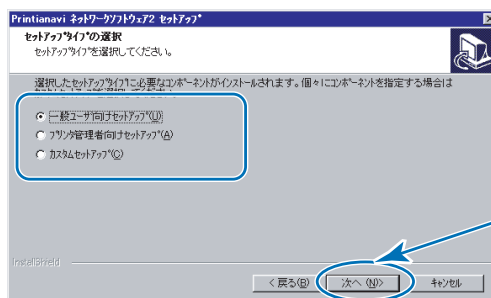 Printianavi ﾈｯﾄﾜｰｸｿﾌﾄｳｪｱ2 ｾｯﾄｱｯﾌﾟ
ｾｯﾄｱｯﾌﾟﾀｲﾌﾟの選択
ｾｯﾄｱｯﾌﾟﾀｲﾌﾟを選択してください。
選択したｾｯﾄｱｯﾌﾟﾀｲﾌﾟに必要なｺﾝﾎﾟｰﾈﾝﾄがｲﾝｽﾄｰﾙされます。個々にｺﾝﾎﾟｰﾈﾝﾄを指定する場合は
一般ﾕｰｻﾞ向けｾｯﾄｱｯﾌﾟ(U)
ﾌﾟﾘﾝﾀ管理者向けｾｯﾄｱｯﾌﾟ(A)
ｶｽﾀﾑｾｯﾄｱｯﾌﾟ(C)
InstallShield
< 戻る(B)
次へ (N)>
ｷｬﾝｾﾙ